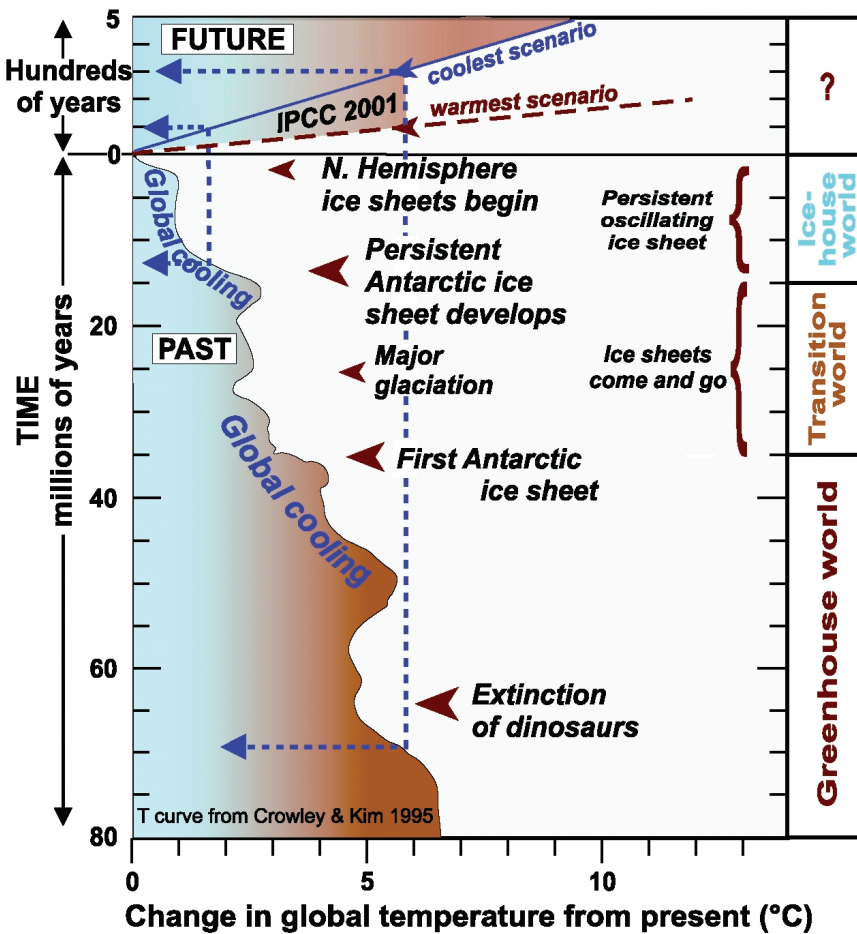 5
FUTURE
Hundreds
of years
coolest scenario
IPCC 2001
warmest scenario
?
0
N. Hemisphere
ice sheets begin
Persistent
oscillating
ice sheet
Ice-
house
world
Global cooling
Persistent
Antarctic ice
sheet develops
20
PAST
Major
glaciation
Ice sheets
come and go
Transition
world
TIME
millions of years
Global cooling
First Antarctic
ice sheet
40
60
Extinction
of dinosaurs
Greenhouse world
T curve from Crowley & Kim 1995
80
0
5
10
Change in global temperature from present (°C)